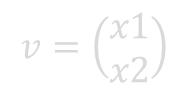 v = (x1
x2)